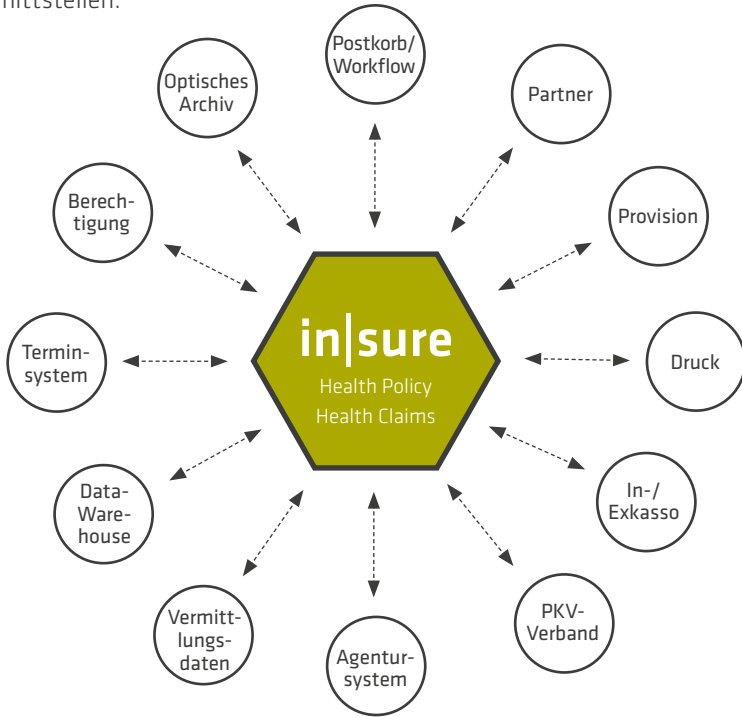 nittstellen.
Postkorb/
Workflow
Optisches
Archiv
Partner
Berech-
tigung
Provision
in|sure
Health Policy
Health Claims
Termin-
system
Druck
Data-
Ware-
house
In-/
Exkasso
Vermitt-
lungs-
daten
PKV-
Verband
Agentur-
system